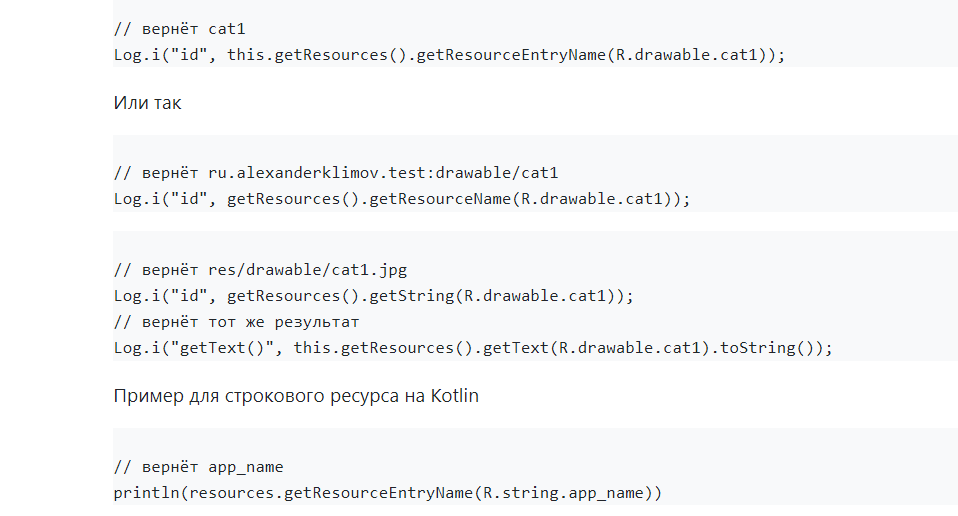 // вернёт cat1
Log.i("id", this.getResources().getResourceEntryName(R.drawable.cat1));
Или так
// вернёт ru.alexanderklimov.test:drawable/cat1
Log.i("id", getResources().getResourceName(R.drawable.cat1));
// вернёт res/drawable/cat1.jpg
Log.i("id", getResources().getString(R.drawable.cat1));
// вернёт тот же результат
Log.i("getText()", this.getResources().getText(R.drawable.cat1).toString());
Пример для строкового ресурса на Kotlin
// вернёт app_name
println(resources.getResourceEntryName(R.string.app_name))